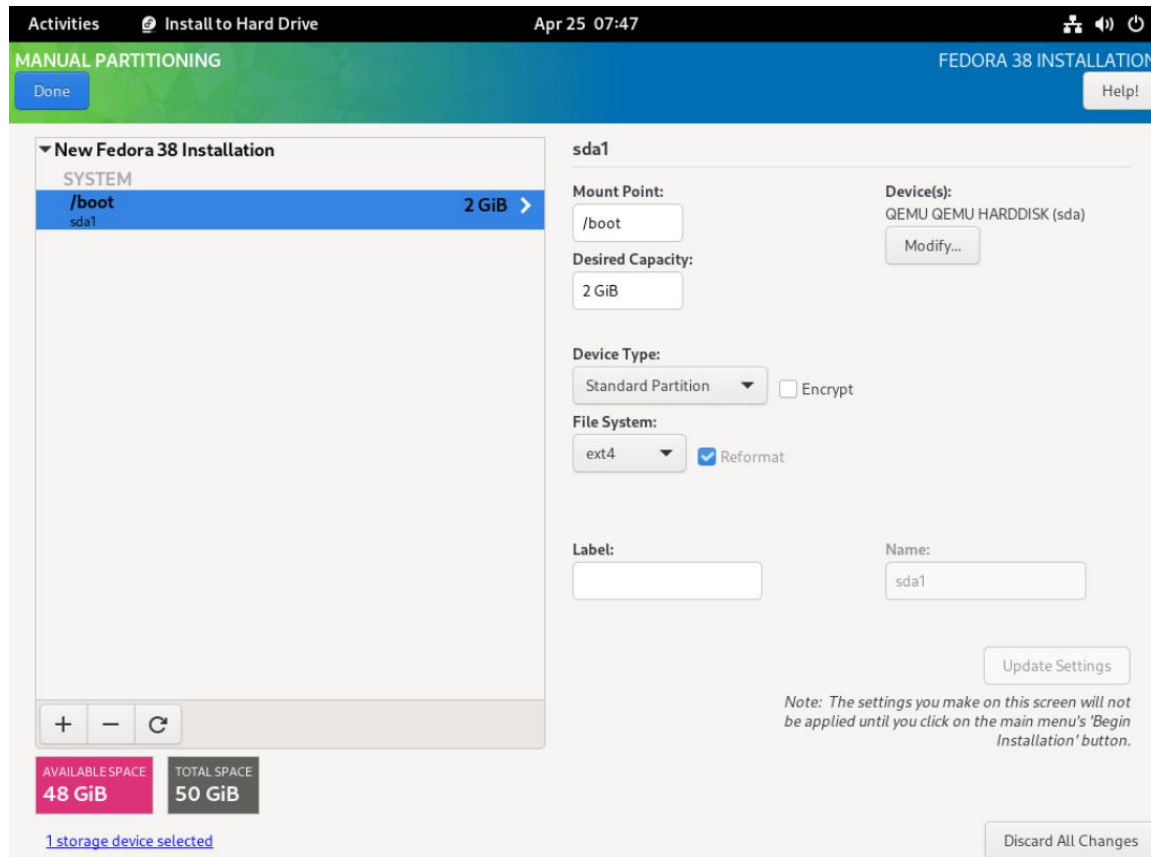 Activities Install to Hard Drive Apr 25 07:47
MANUAL PARTITIONING FEDORA 38 INSTALLATION
Done Help!
New Fedora 38 Installation
SYSTEM
/boot 2 GiB
sda1
sda1
Mount Point: Device(s):
/boot QEMU QEMU HARDDISK (sda)
Modify...
Desired Capacity:
2 GiB
Device Type:
Standard Partition Encrypt
File System:
ext4 Reformat
Label: Name:
sda1
Update Settings
Note: The settings you make on this screen will not
be applied until you click on the main menu's 'Begin
Installation' button.
AVAILABLE SPACE TOTAL SPACE
48 GiB 50 GiB
1 storage device selected Discard All Changes